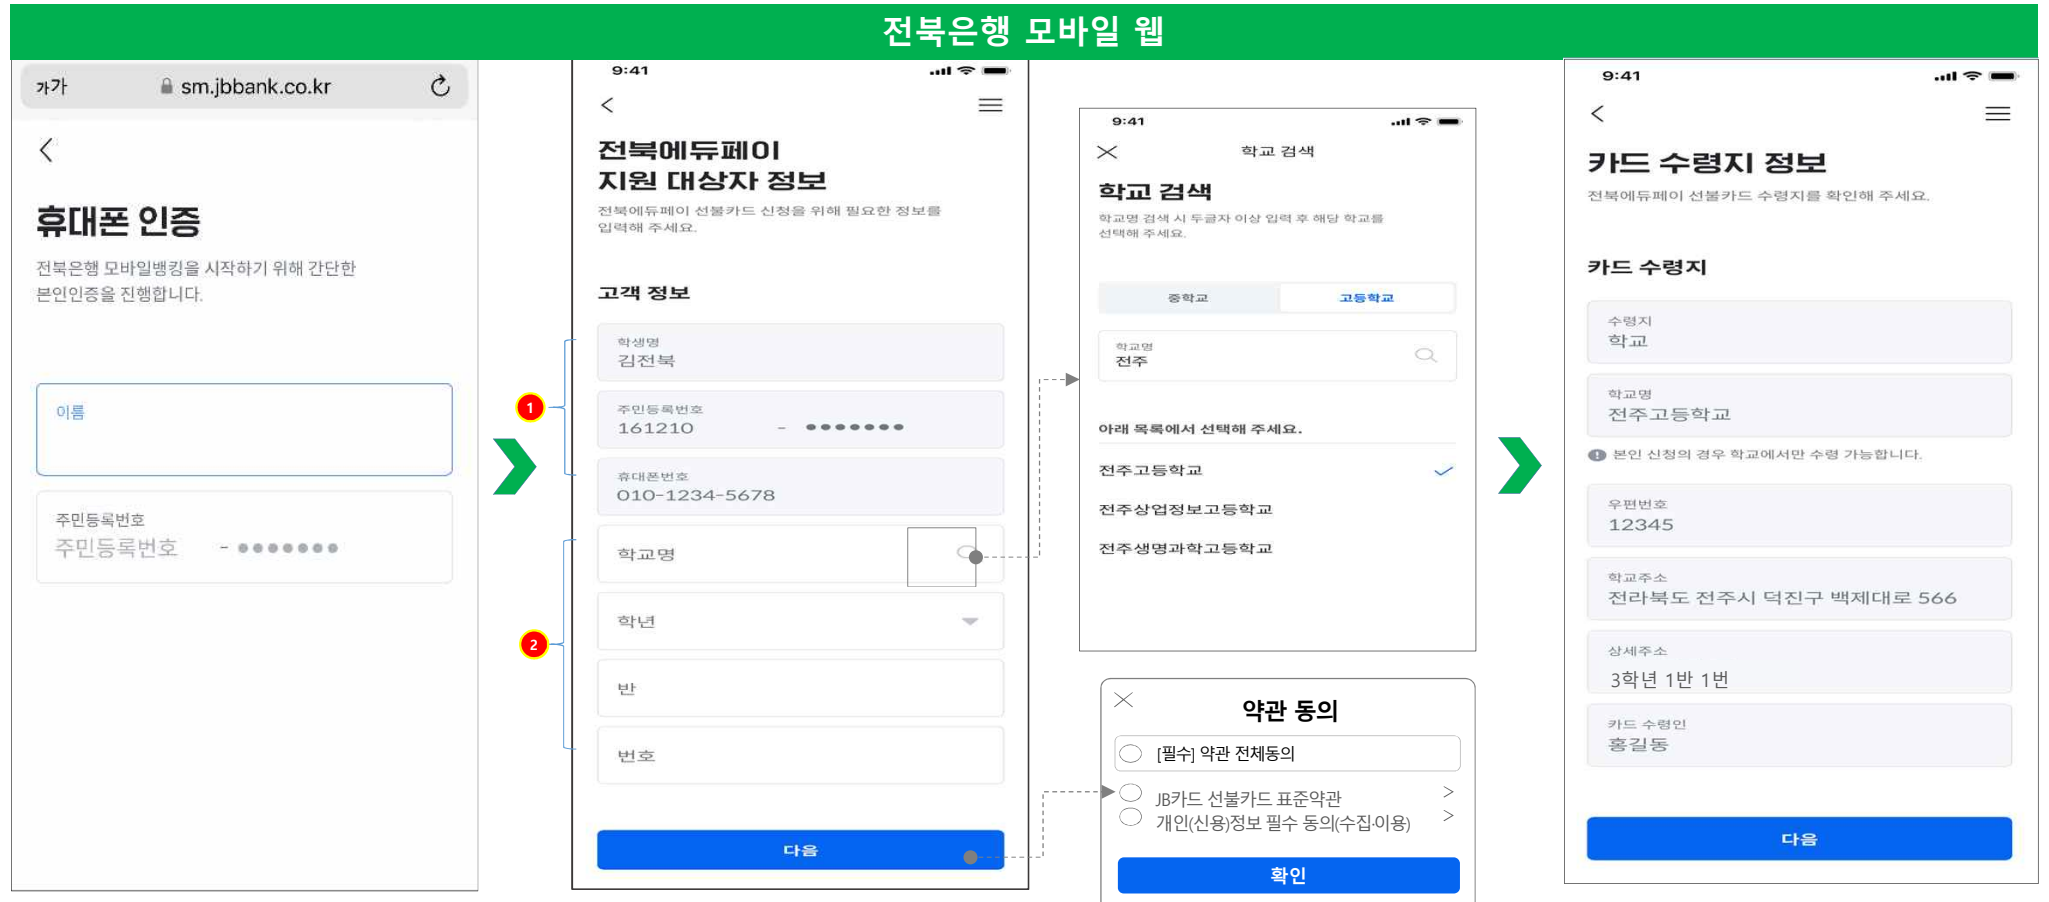 전북은행 모바일 웹
가가 sm.jbbank.co.kr
휴대폰 인증
전북은행 모바일뱅킹을 시작하기 위해 간단한
본인인증을 진행합니다.
이름
주민등록번호
주민등록번호 - ●●●●●●●
9:41
전북에듀페이
지원 대상자 정보
전북에듀페이 선불카드 신청을 위해 필요한 정보를
입력해 주세요.
고객 정보
1
학생명
김전북
주민등록번호
161210 - ●●●●●●●
휴대폰번호
010-1234-5678
2
학교명
학년
반
번호
다음
9:41
학교 검색
학교 검색
학교명 검색 시 두글자 이상 입력 후 해당 학교를
선택해 주세요.
중학교 고등학교
학교명
전주
아래 목록에서 선택해 주세요.
전주고등학교
전주상업정보고등학교
전주생명과학고등학교
약관 동의
[필수] 약관 전체동의
JB카드 선불카드 표준약관 >
개인(신용)정보 필수 동의(수집·이용) >
확인
9:41
카드 수령지 정보
전북에듀페이 선불카드 수령지를 확인해 주세요.
카드 수령지
수령지
학교
학교명
전주고등학교
본인 신청의 경우 학교에서만 수령 가능합니다.
우편번호
12345
학교주소
전라북도 전주시 덕진구 백제대로 566
상세주소
3학년 1반 1번
카드 수령인
홍길동
다음